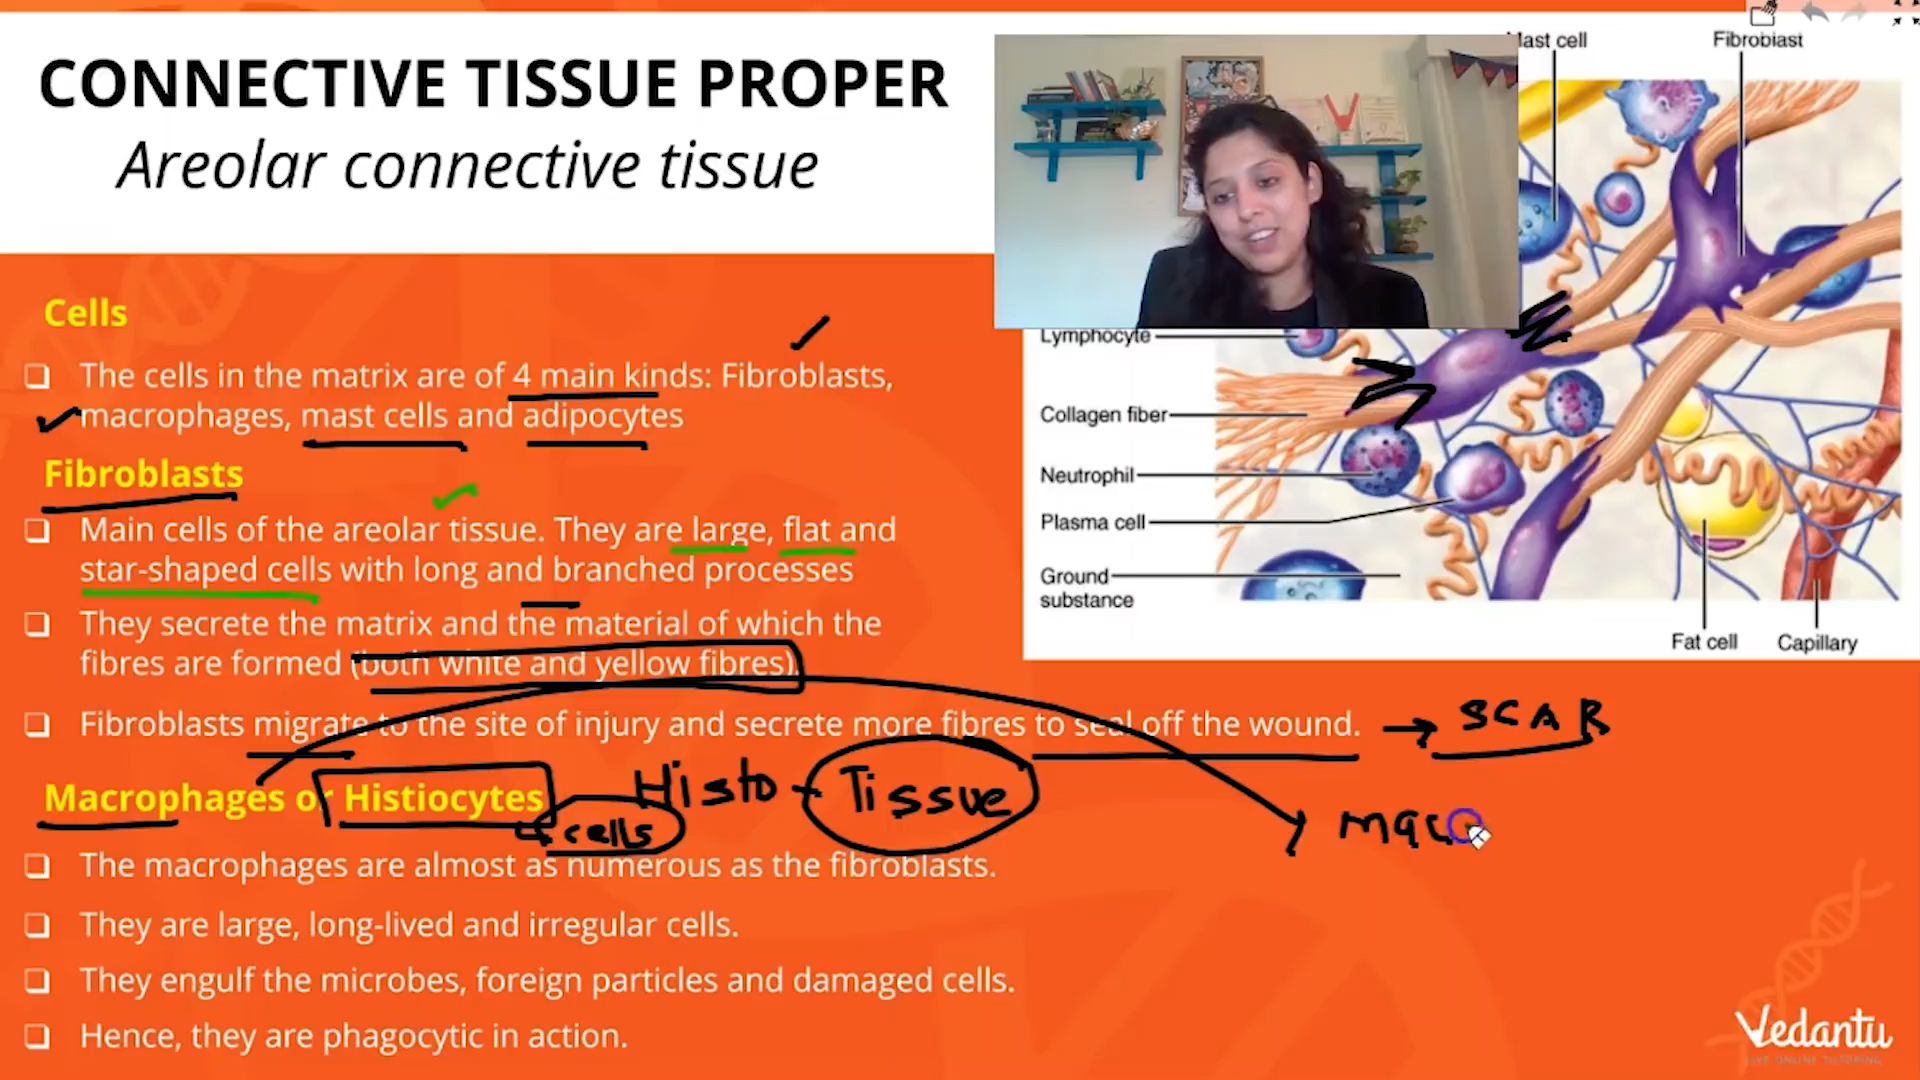 CONNECTIVE TISSUE PROPER
Areolar connective tissue
Cells
❏ The cells in the matrix are of 4 main kinds: Fibroblasts,
macrophages, mast cells and adipocytes
Fibroblasts
❏ Main cells of the areolar tissue. They are large, flat and
star-shaped cells with long and branched processes
❏ They secrete the matrix and the material of which the
fibres are formed (both white and yellow fibres).
❏ Fibroblasts migrate to the site of injury and secrete more fibres to seal off the wound. → SCAR
Macrophages or Histiocytes
Histo - Tissue
cells
Mac
❏ The macrophages are almost as numerous as the fibroblasts.
❏ They are large, long-lived and irregular cells.
❏ They engulf the microbes, foreign particles and damaged cells.
❏ Hence, they are phagocytic in action.
Mast cell
Fibroblast
Lymphocyte
Collagen fiber
Neutrophil
Plasma cell
Ground
substance
Fat cell
Capillary
Vedantu
LIVE ONLINE TUTORING